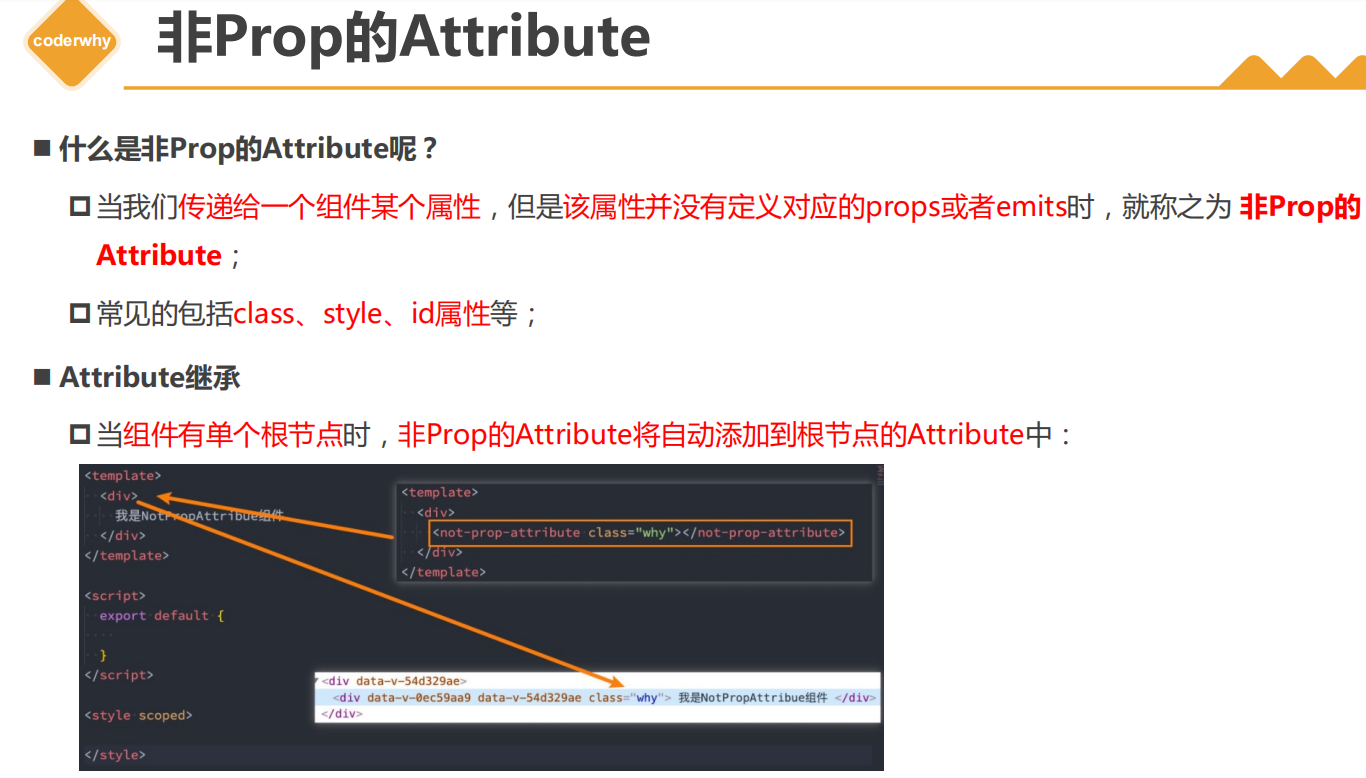 coderwhy
非Prop的Attribute
什么是非Prop的Attribute呢？
当我们传递给一个组件某个属性，但是该属性并没有定义对应的props或者emits时，就称之为 非Prop的
Attribute；
常见的包括class、style、id属性等；
Attribute继承
当组件有单个根节点时，非Prop的Attribute将自动添加到根节点的Attribute中：
<template>
<div>
我是NotPropAttribue组件
</div>
</template>
<script>
export default {
}
</script>
<style scoped>
</style>
<template>
<div>
<not-prop-attribute class="why"></not-prop-attribute>
</div>
</template>
<div data-v-54d329ae>
<div data-v-0ec59aa9 data-v-54d329ae class="why"> 我是NotPropAttribue组件 </div>
</div>